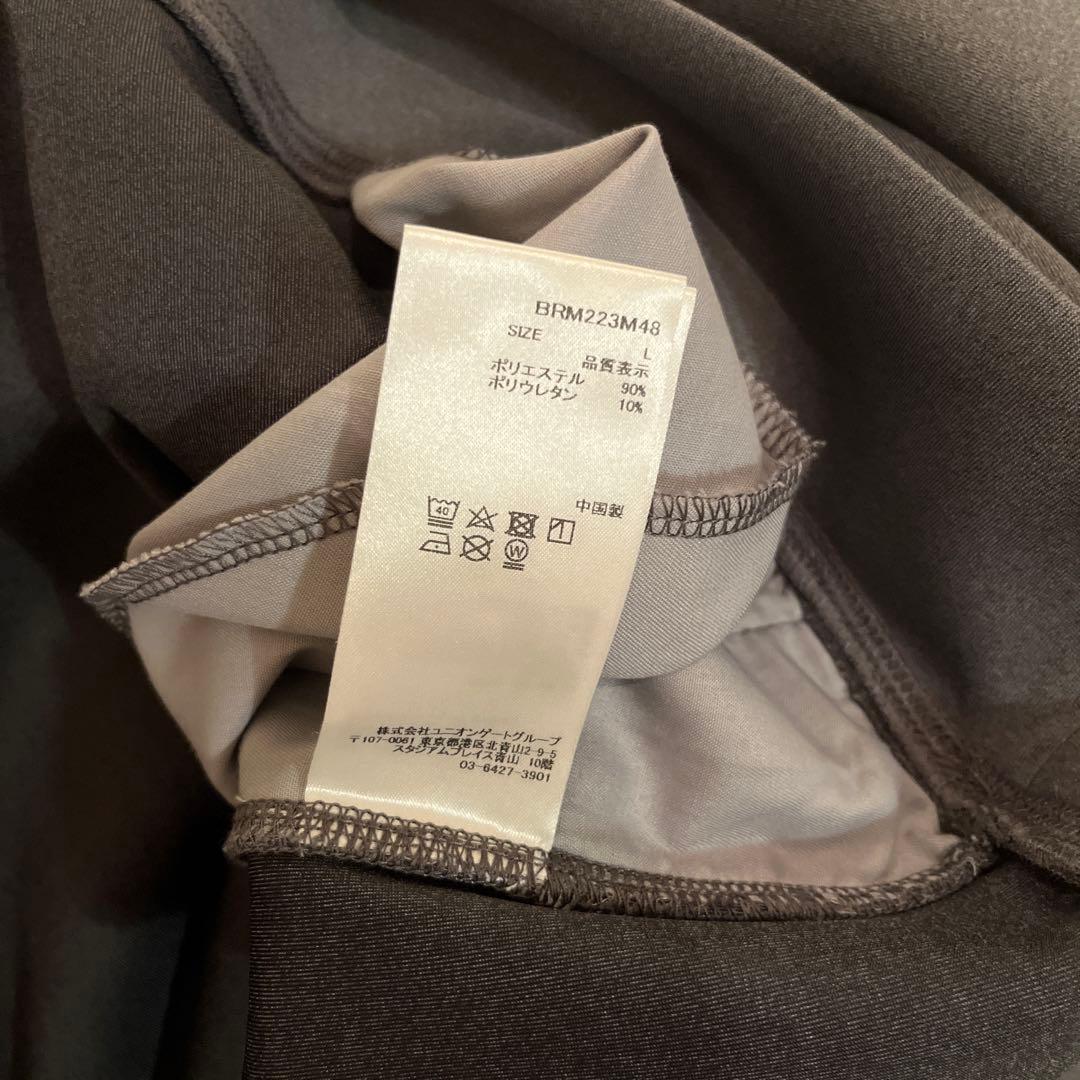 BRM223M48
SIZE L
品質表示
ポリエステル 90%
ポリウレタン 10%
中国製
40
W
株式会社ユニオンゲートグループ
〒107-0061 東京都港区北青山2-9-5
スタジアムプレイス青山 10階
03-6427-3901